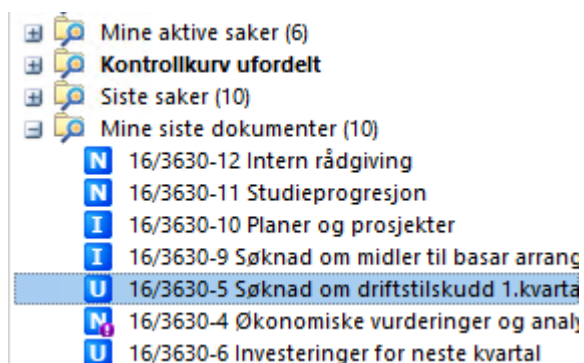 Mine aktive saker (6)
Kontrollkurv ufordelt
Siste saker (10)
Mine siste dokumenter (10)
N 16/3630-12 Intern rådgiving
N 16/3630-11 Studieprogresjon
I 16/3630-10 Planer og prosjekter
I 16/3630-9 Søknad om midler til basar arrang
U 16/3630-5 Søknad om driftstilskudd 1.kvarta
N 16/3630-4 Økonomiske vurderinger og analy
U 16/3630-6 Investeringer for neste kvartal